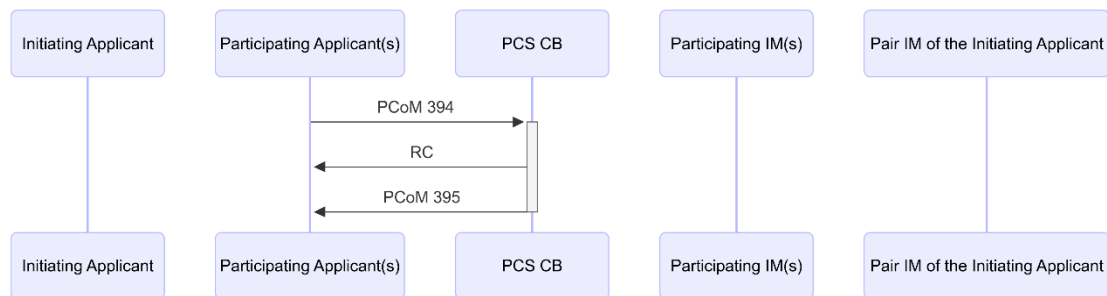 Initiating Applicant
Participating Applicant(s)
PCS CB
Participating IM(s)
Pair IM of the Initiating Applicant
PCoM 394
RC
PCoM 395
Initiating Applicant
Participating Applicant(s)
PCS CB
Participating IM(s)
Pair IM of the Initiating Applicant